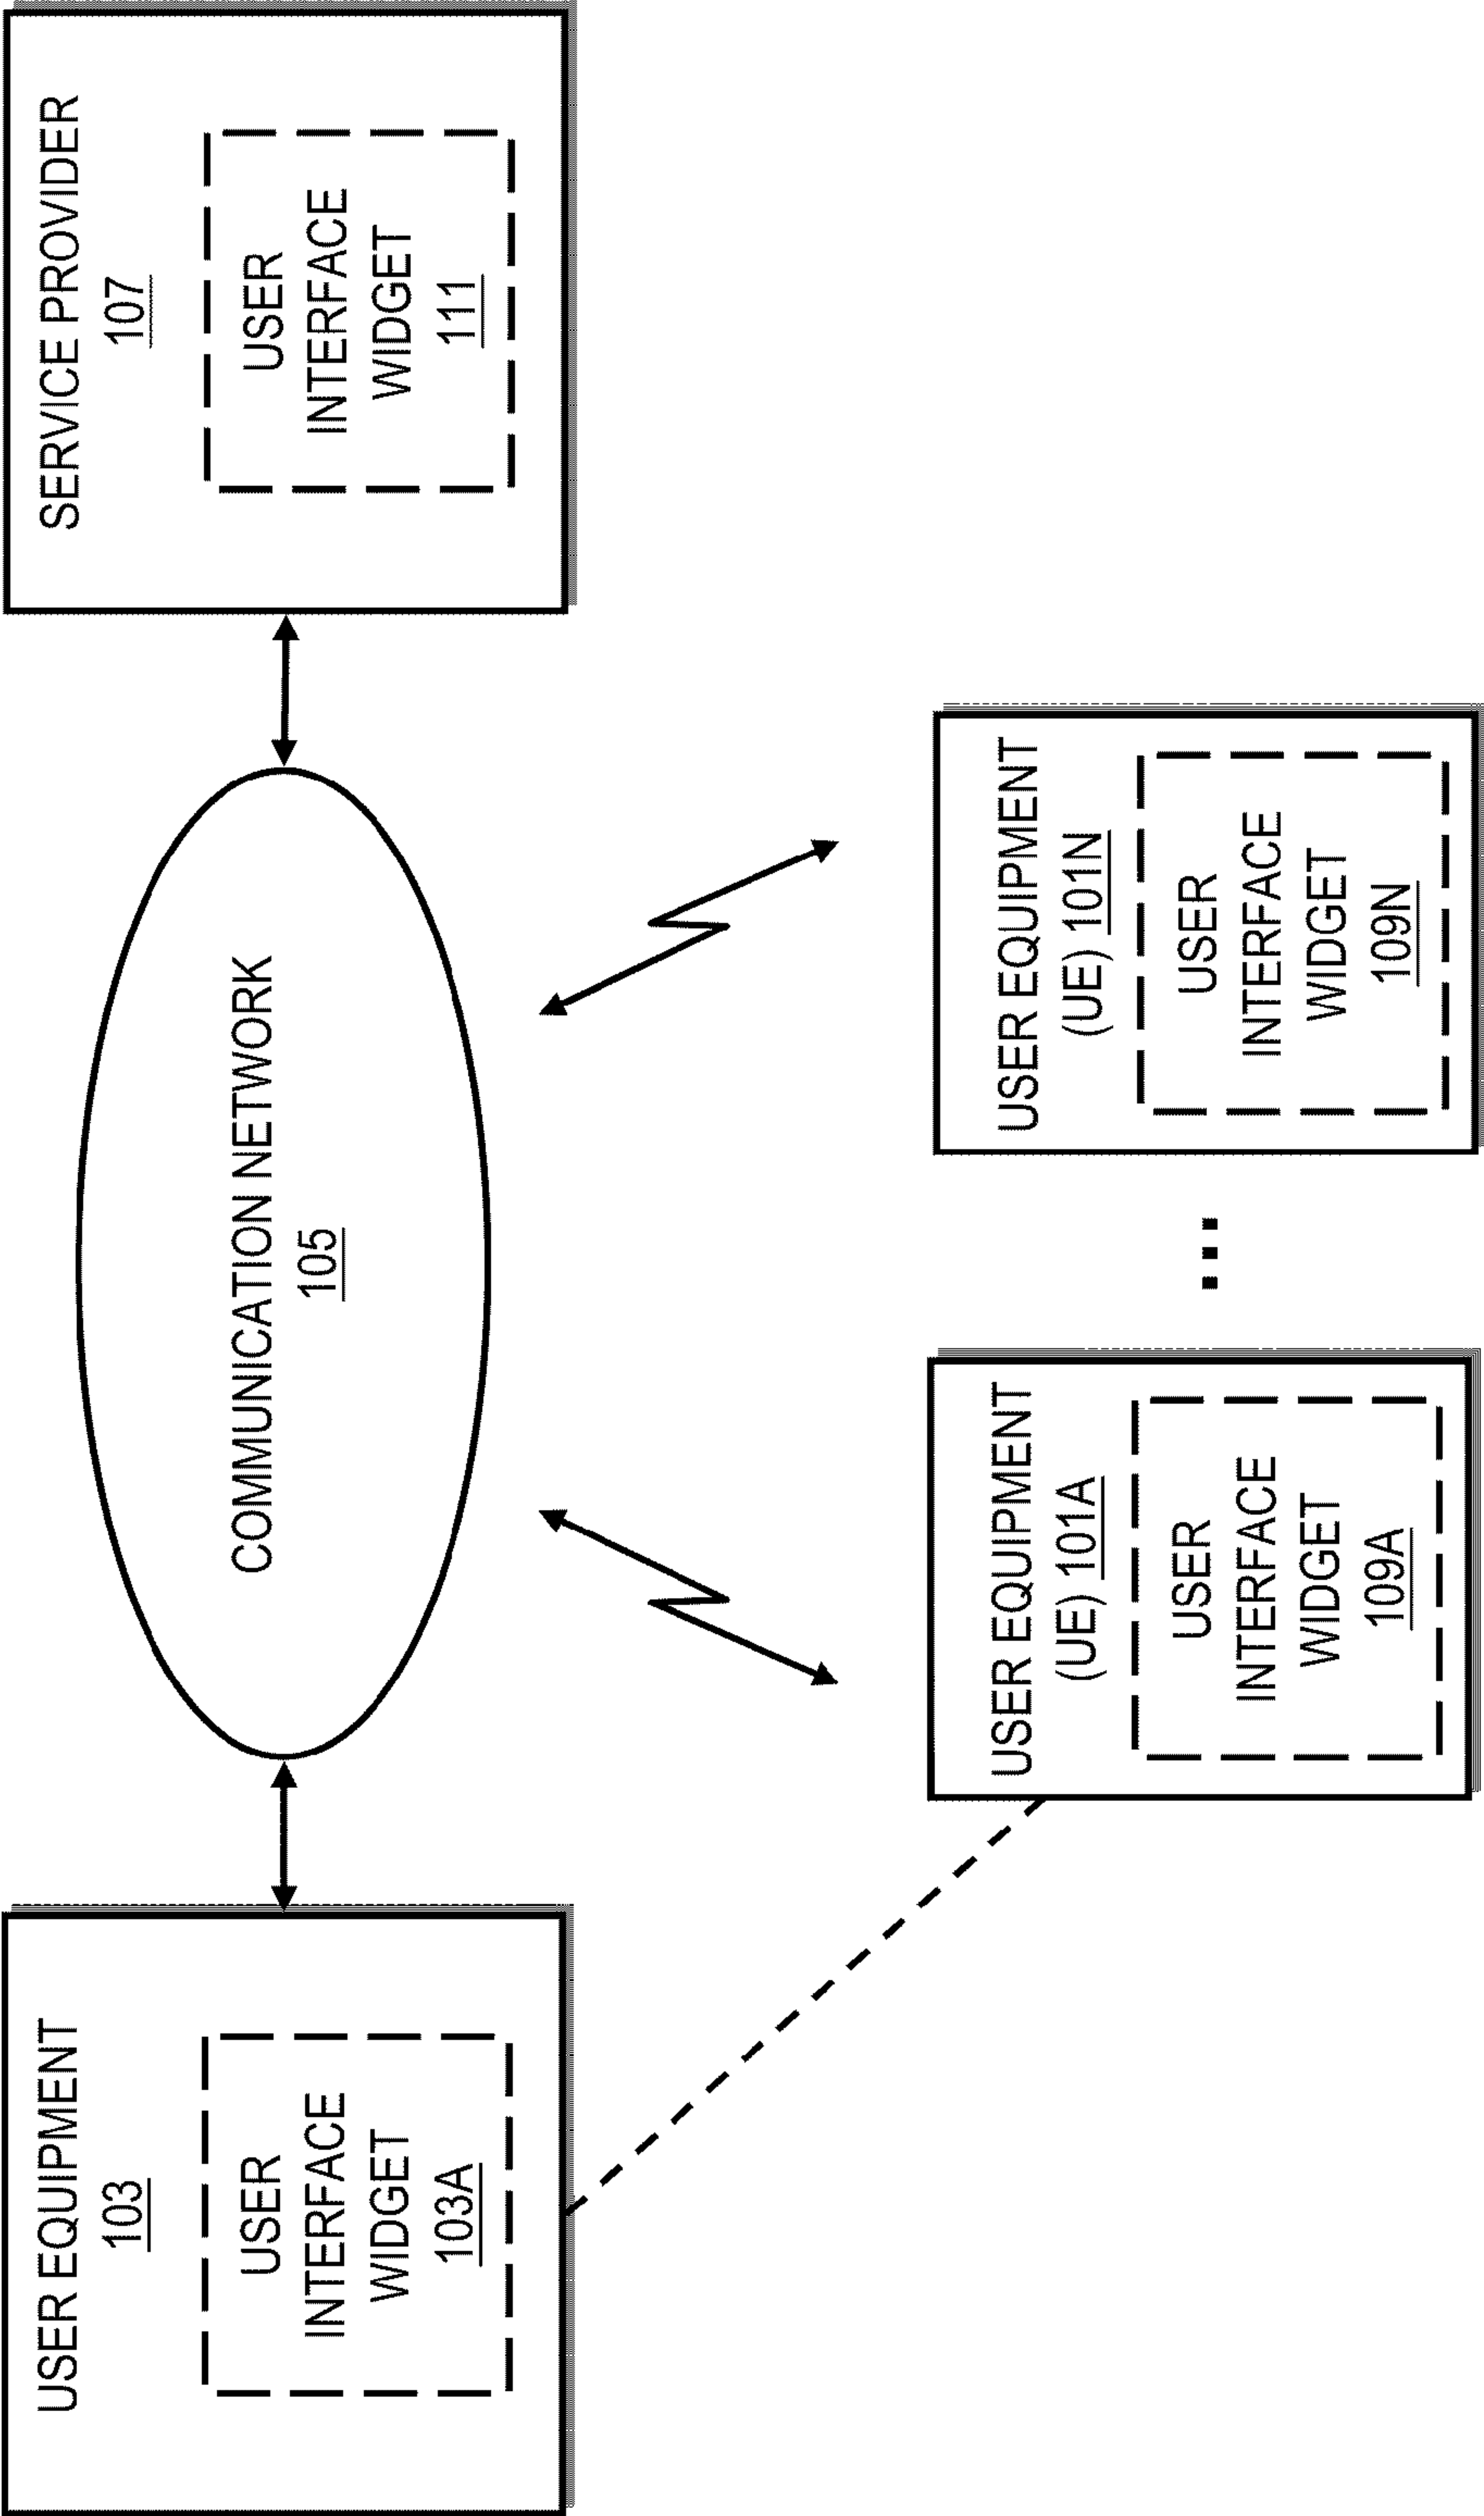 USER EQUIPMENT
103
USER
INTERFACE
WIDGET
103A
COMMUNICATION NETWORK
105
SERVICE PROVIDER
107
USER
INTERFACE
WIDGET
111
USER EQUIPMENT
(UE) 101A
USER
INTERFACE
WIDGET
109A
USER EQUIPMENT
(UE) 101N
USER
INTERFACE
WIDGET
109N